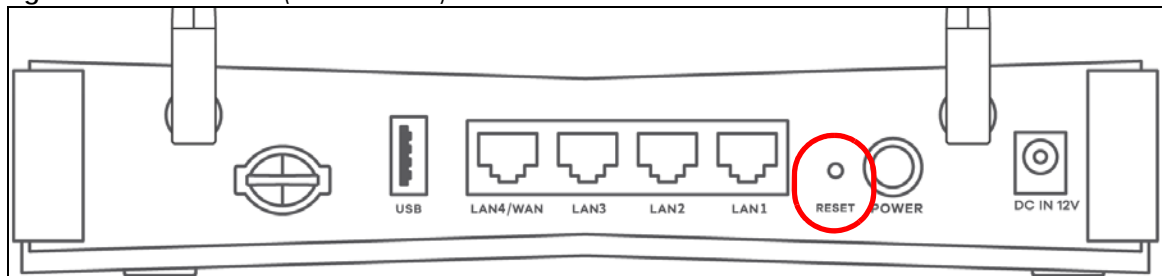 USB
LAN4/WAN
LAN3
LAN2
LAN1
RESET
POWER
DC IN 12V